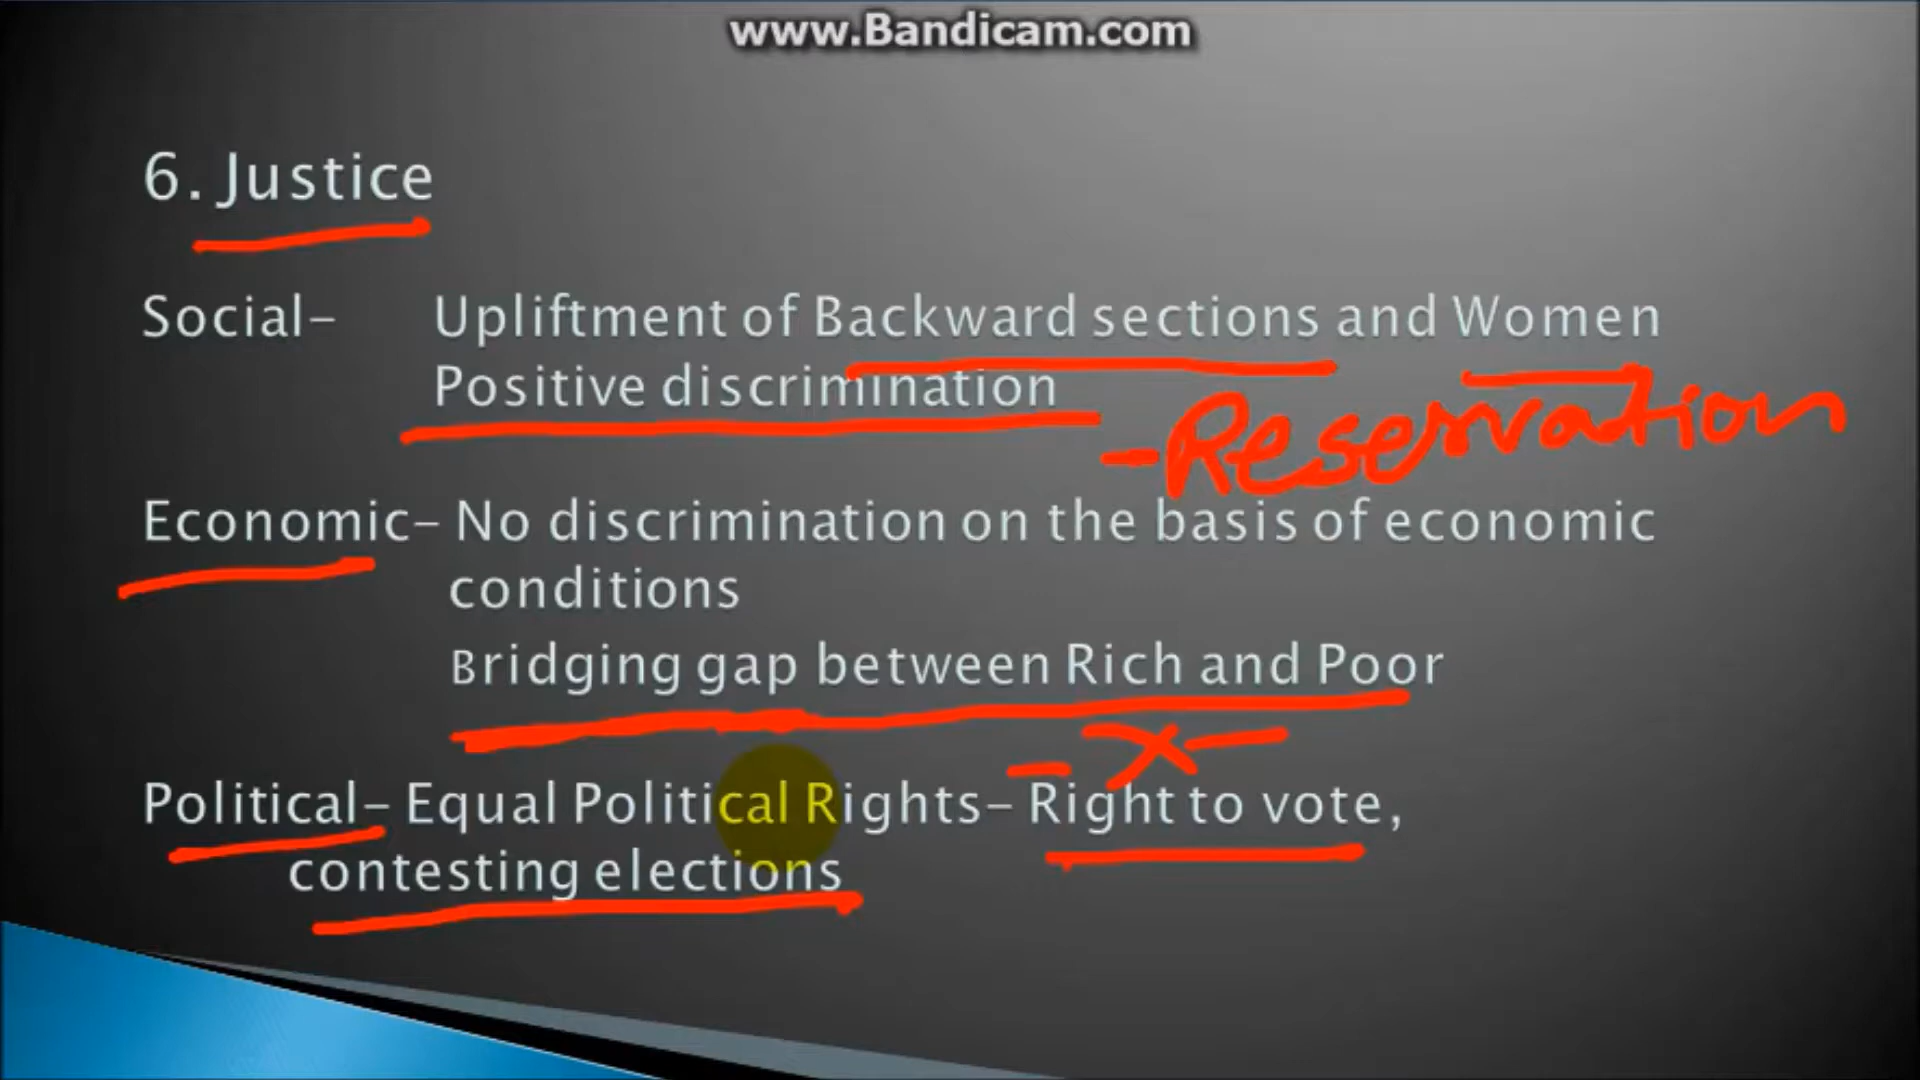 www.Bandicam.com
6. Justice
Social- Upliftment of Backward sections and Women
Positive discrimination
-Reservation
Economic- No discrimination on the basis of economic
conditions
Bridging gap between Rich and Poor
- X -
Political- Equal Political Rights- Right to vote,
contesting elections